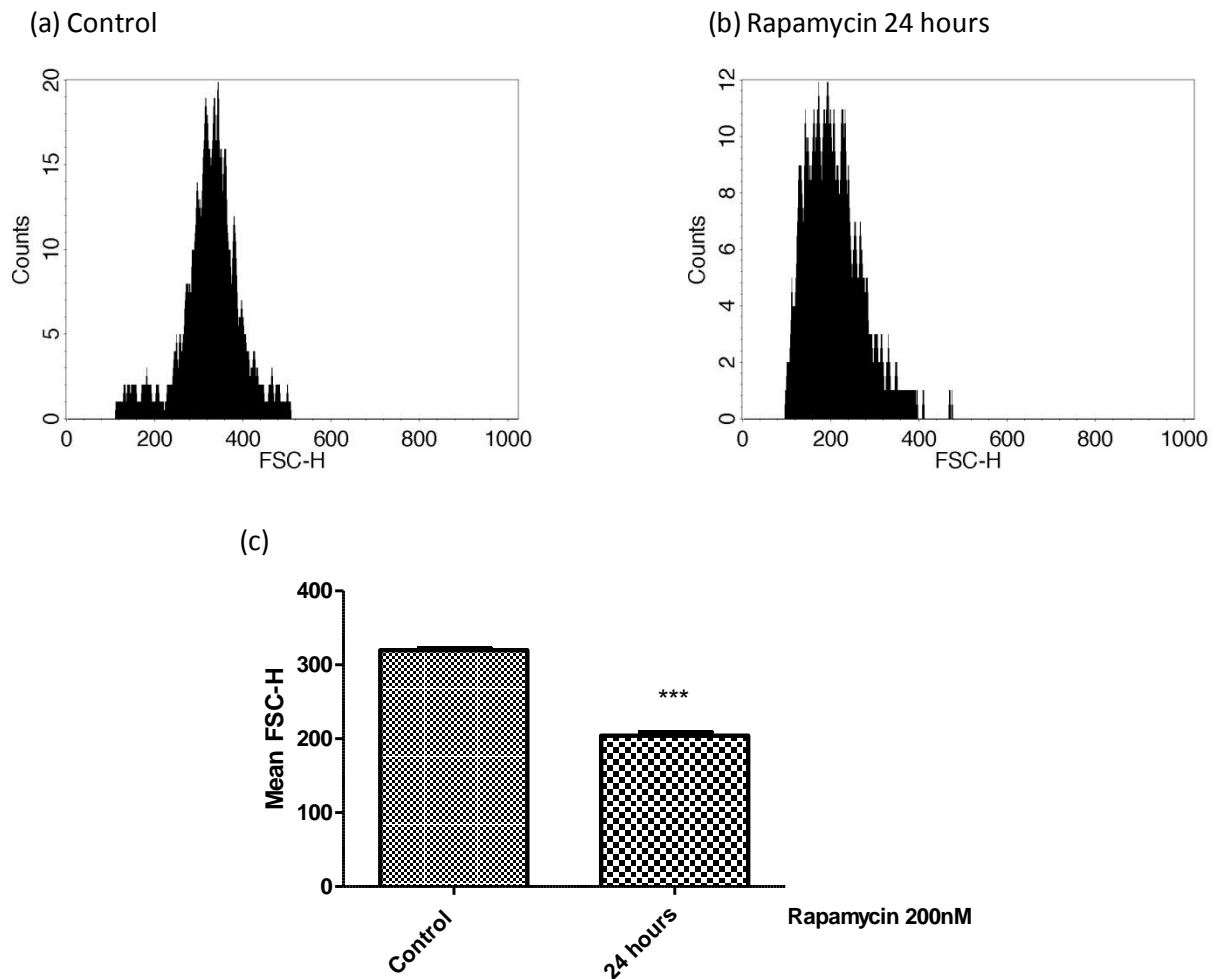 (a) Control
(b) Rapamycin 24 hours
20
15
10
5
0
Counts
0 200 400 600 800 1000
FSC-H
12
10
8
6
4
2
0
Counts
0 200 400 600 800 1000
FSC-H
(c)
400
300
200
100
0
Mean FSC-H
***
Control
24 hours
Rapamycin 200nM